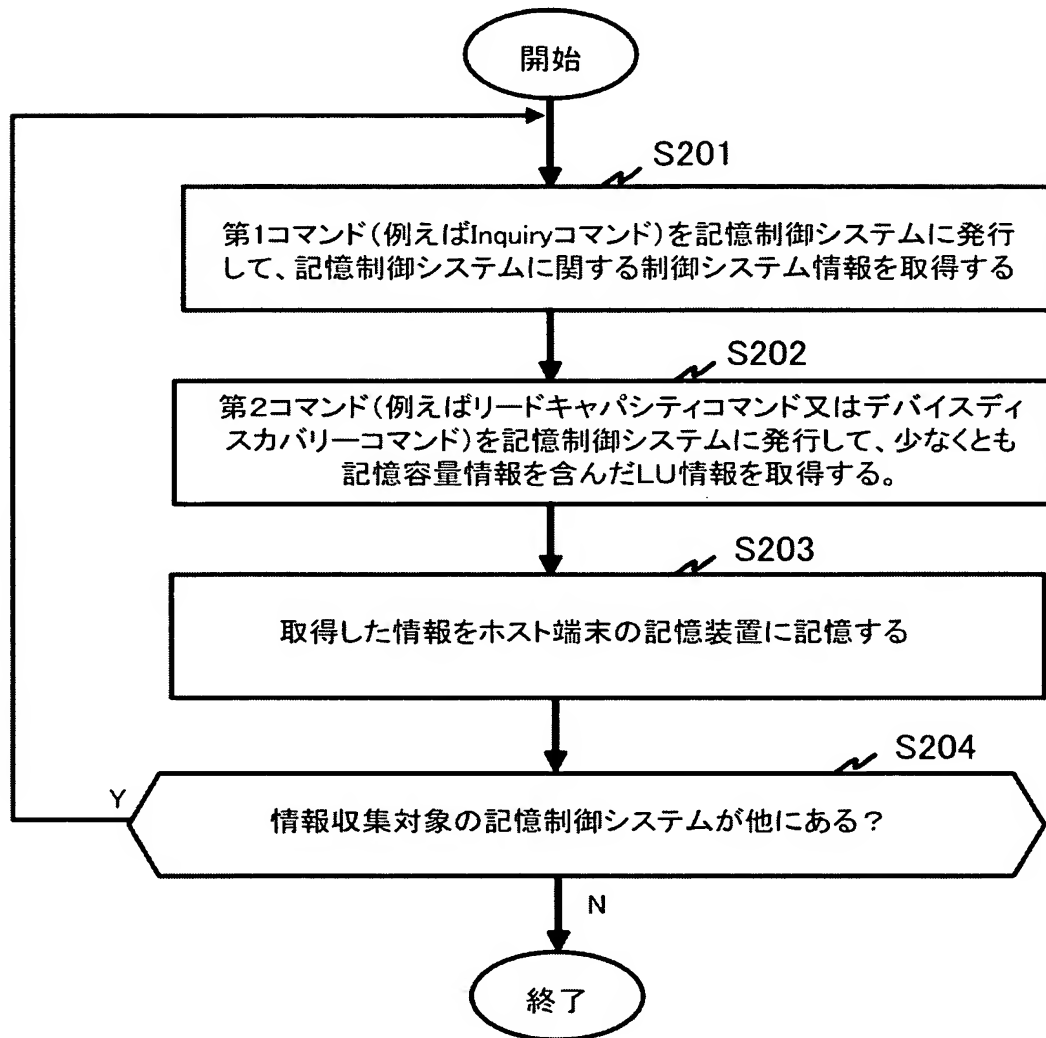 開始
S201
第1コマンド(例えばInquiryコマンド)を記憶制御システムに発行
して、記憶制御システムに関する制御システム情報を取得する
S202
第2コマンド(例えばリードキャパシティコマンド又はデバイスディ
スカバリーコマンド)を記憶制御システムに発行して、少なくとも
記憶容量情報を含んだLU情報を取得する。
S203
取得した情報をホスト端末の記憶装置に記憶する
S204
Y
情報収集対象の記憶制御システムが他にある?
N
終了